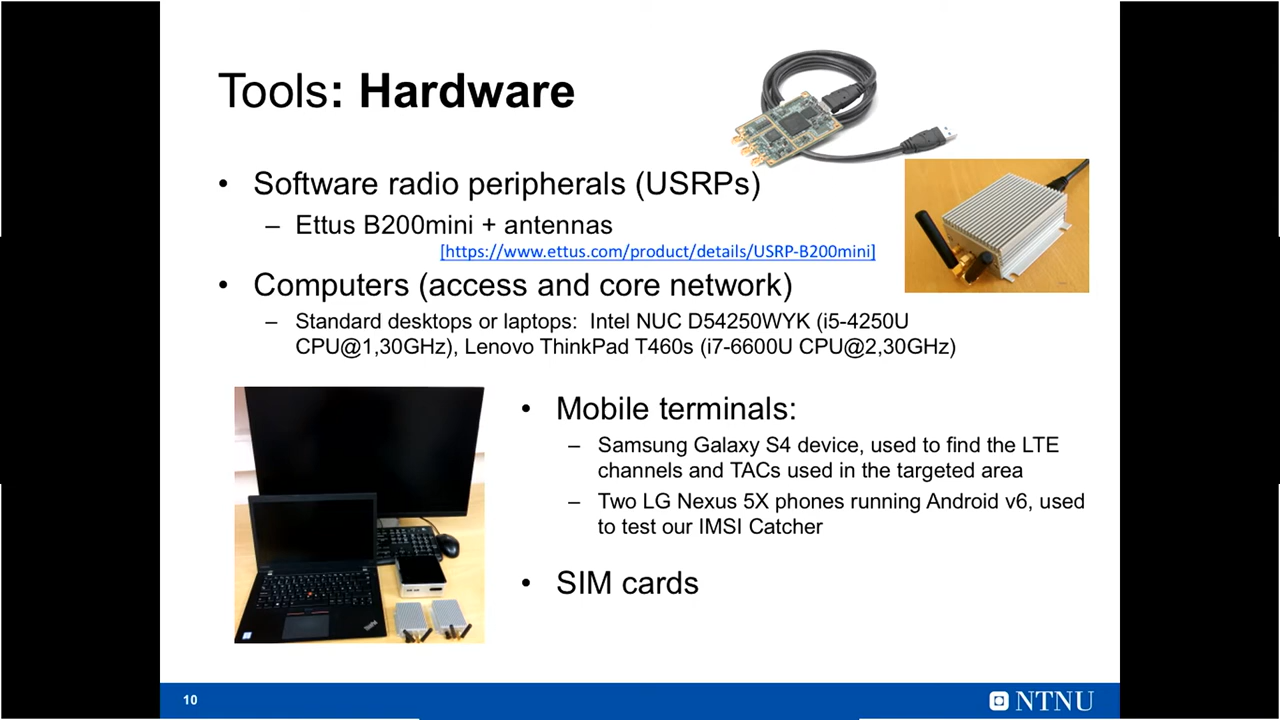 Tools: Hardware
• Software radio peripherals (USRPs)
– Ettus B200mini + antennas
[https://www.ettus.com/product/details/USRP-B200mini]
• Computers (access and core network)
– Standard desktops or laptops: Intel NUC D54250WYK (i5-4250U
CPU@1,30GHz), Lenovo ThinkPad T460s (i7-6600U CPU@2,30GHz)
• Mobile terminals:
– Samsung Galaxy S4 device, used to find the LTE
channels and TACs used in the targeted area
– Two LG Nexus 5X phones running Android v6, used
to test our IMSI Catcher
• SIM cards
ThinkPad
10
NTNU